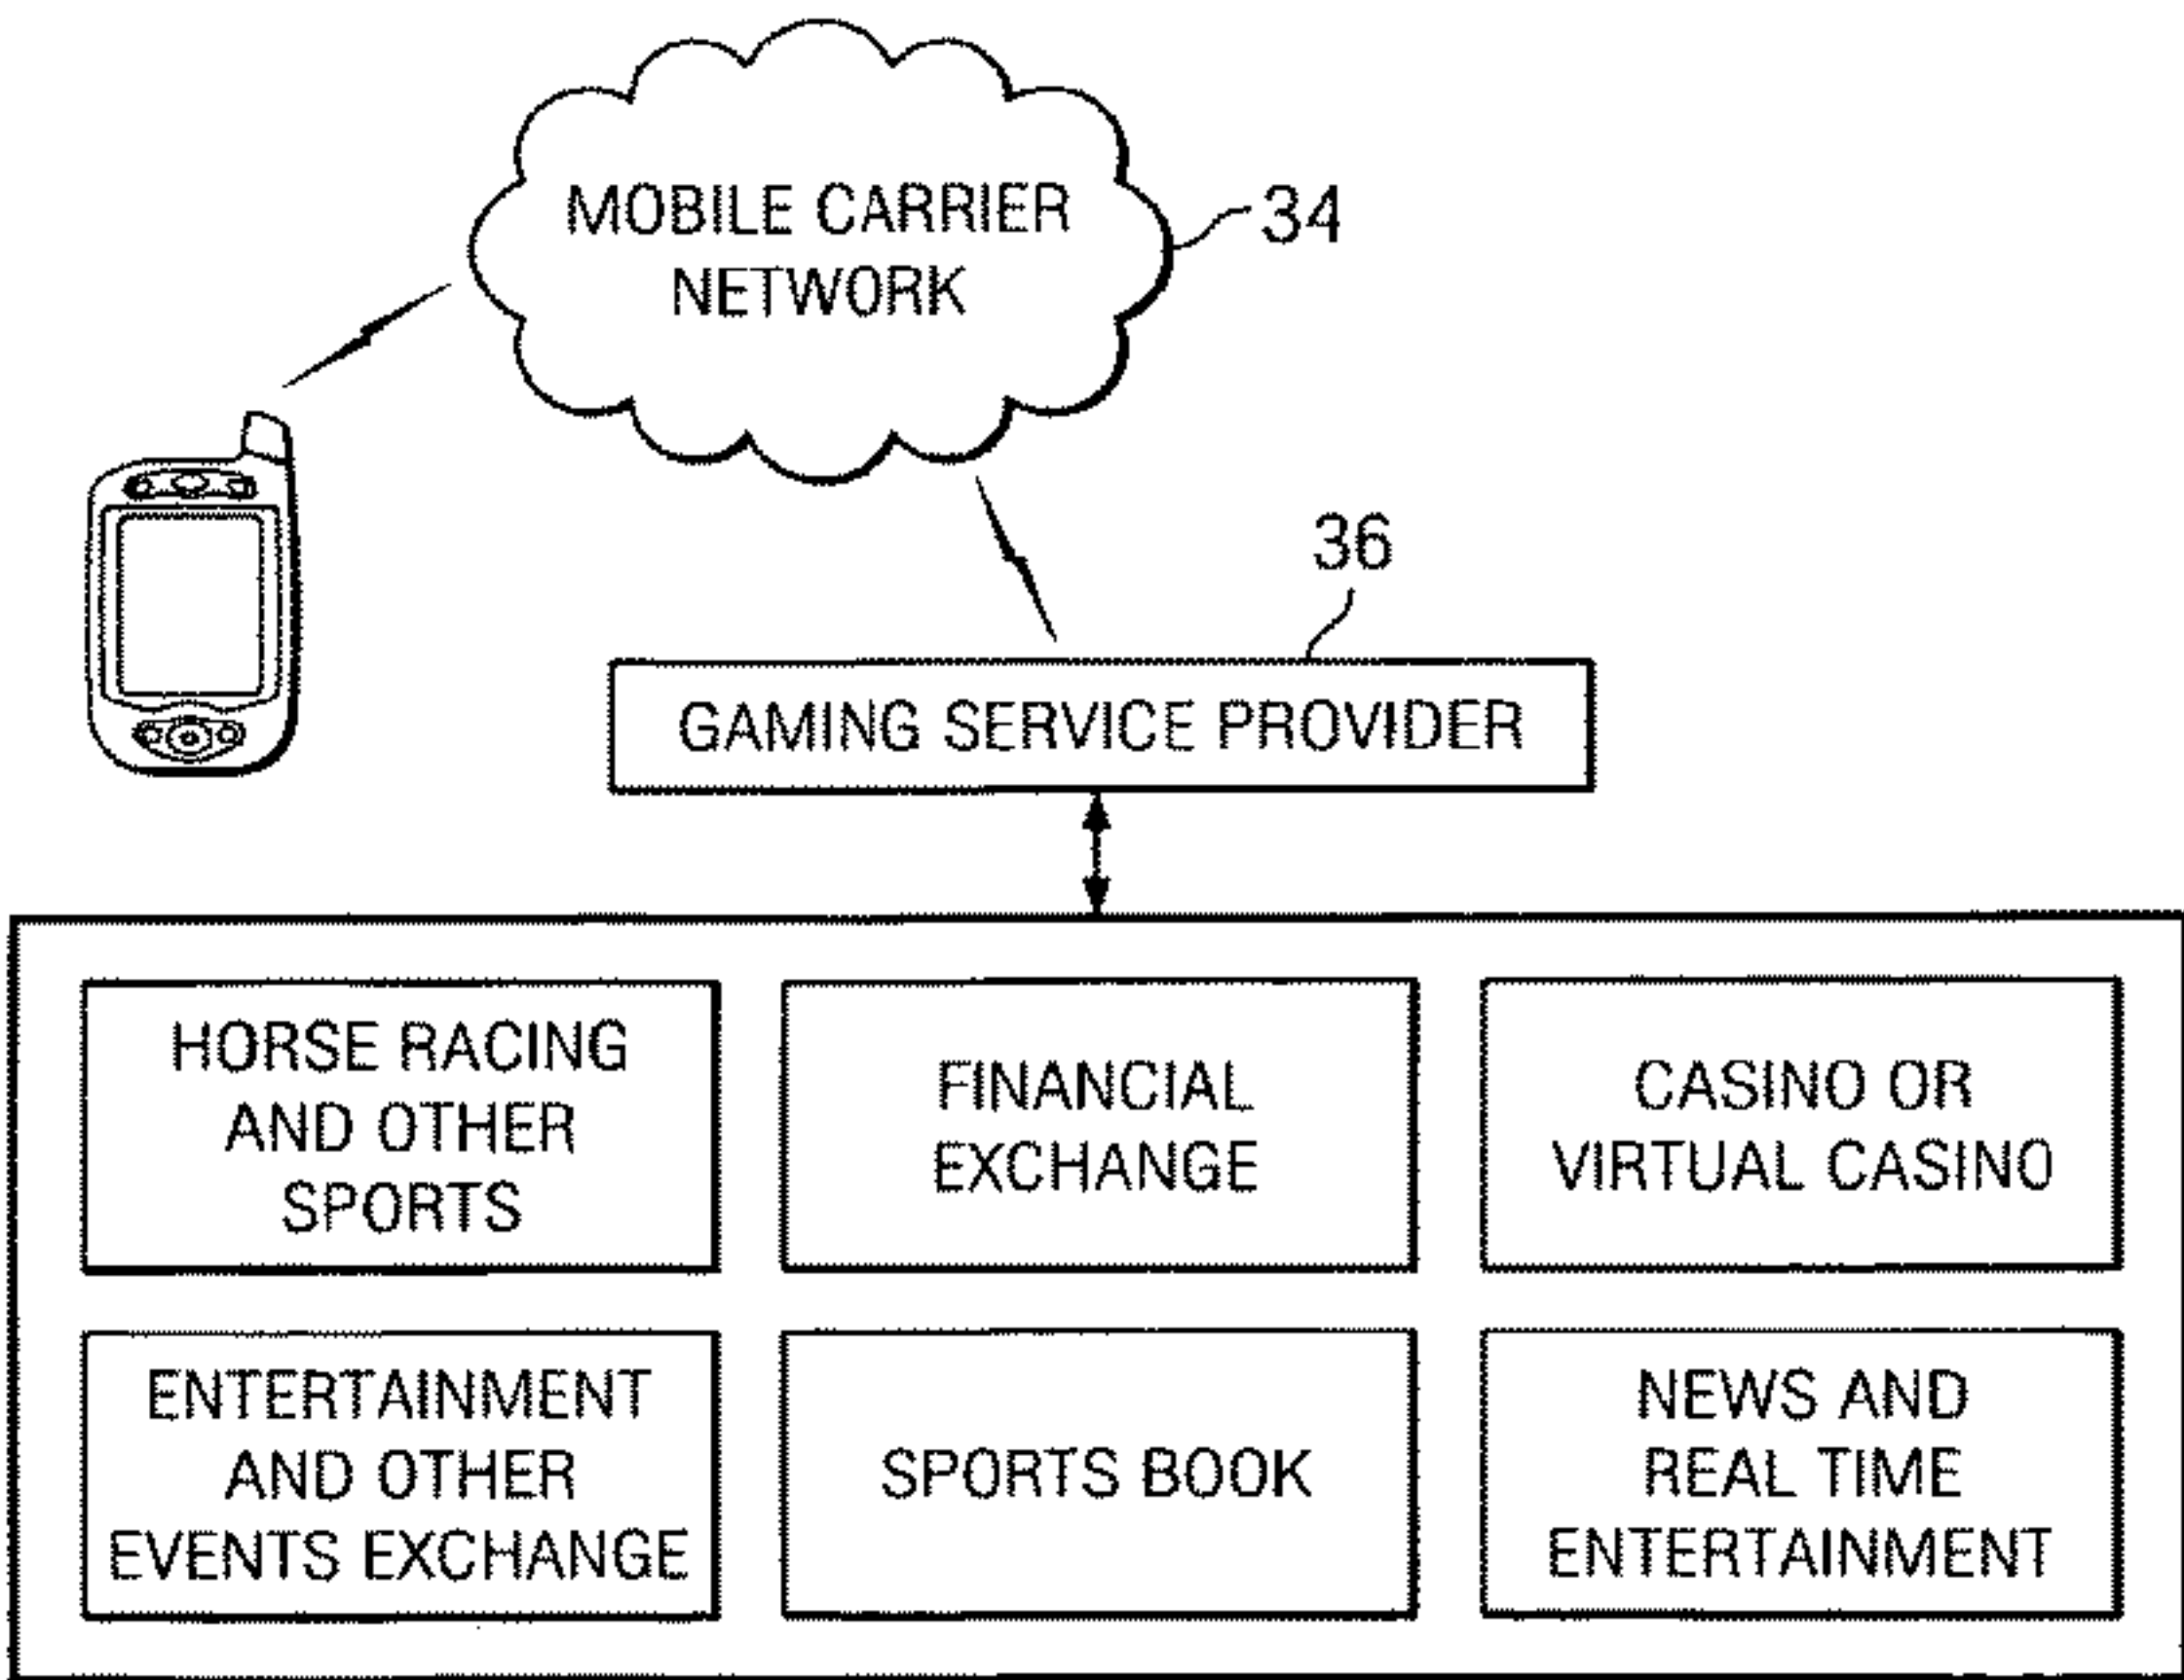 MOBILE CARRIER
NETWORK
34
36
GAMING SERVICE PROVIDER
HORSE RACING
AND OTHER
SPORTS
FINANCIAL
EXCHANGE
CASINO OR
VIRTUAL CASINO
ENTERTAINMENT
AND OTHER
EVENTS EXCHANGE
SPORTS BOOK
NEWS AND
REAL TIME
ENTERTAINMENT